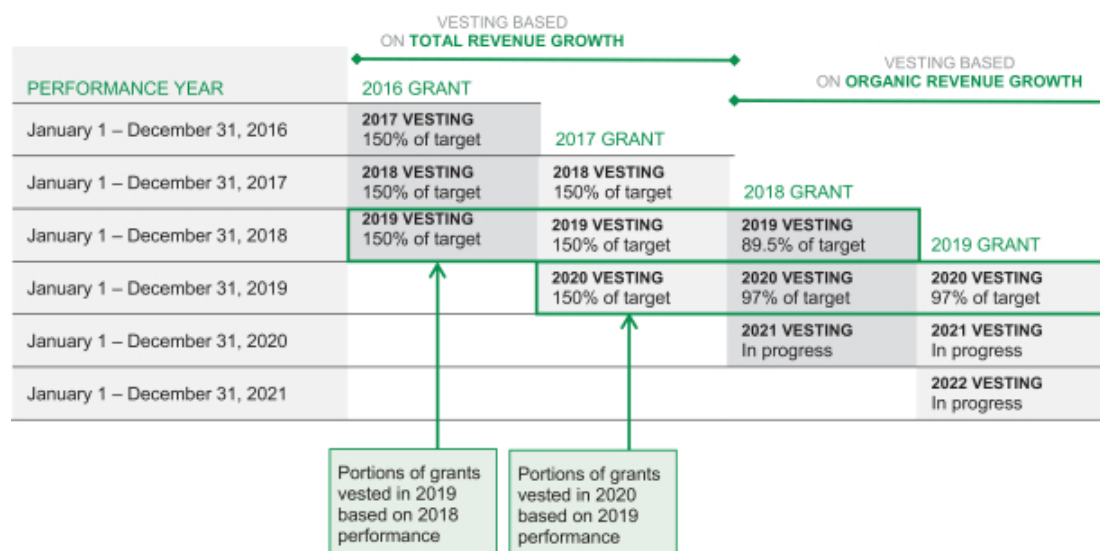 VESTING BASED
ON TOTAL REVENUE GROWTH
VESTING BASED
ON ORGANIC REVENUE GROWTH
PERFORMANCE YEAR
2016 GRANT
January 1 – December 31, 2016
2017 VESTING
150% of target
2017 GRANT
January 1 – December 31, 2017
2018 VESTING
150% of target
2018 VESTING
150% of target
2018 GRANT
January 1 – December 31, 2018
2019 VESTING
150% of target
2019 VESTING
150% of target
2019 VESTING
89.5% of target
2019 GRANT
January 1 – December 31, 2019
2020 VESTING
150% of target
2020 VESTING
97% of target
2020 VESTING
97% of target
January 1 – December 31, 2020
2021 VESTING
In progress
2021 VESTING
In progress
January 1 – December 31, 2021
2022 VESTING
In progress
Portions of grants
vested in 2019
based on 2018
performance
Portions of grants
vested in 2020
based on 2019
performance